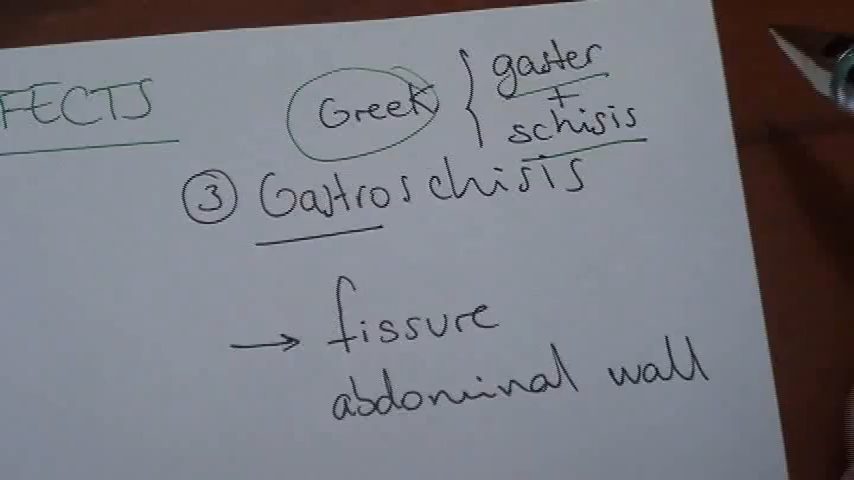 FECTS
Greek { gaster
+
schisis
③ Gastroschisis
→ fissure
abdominal wall